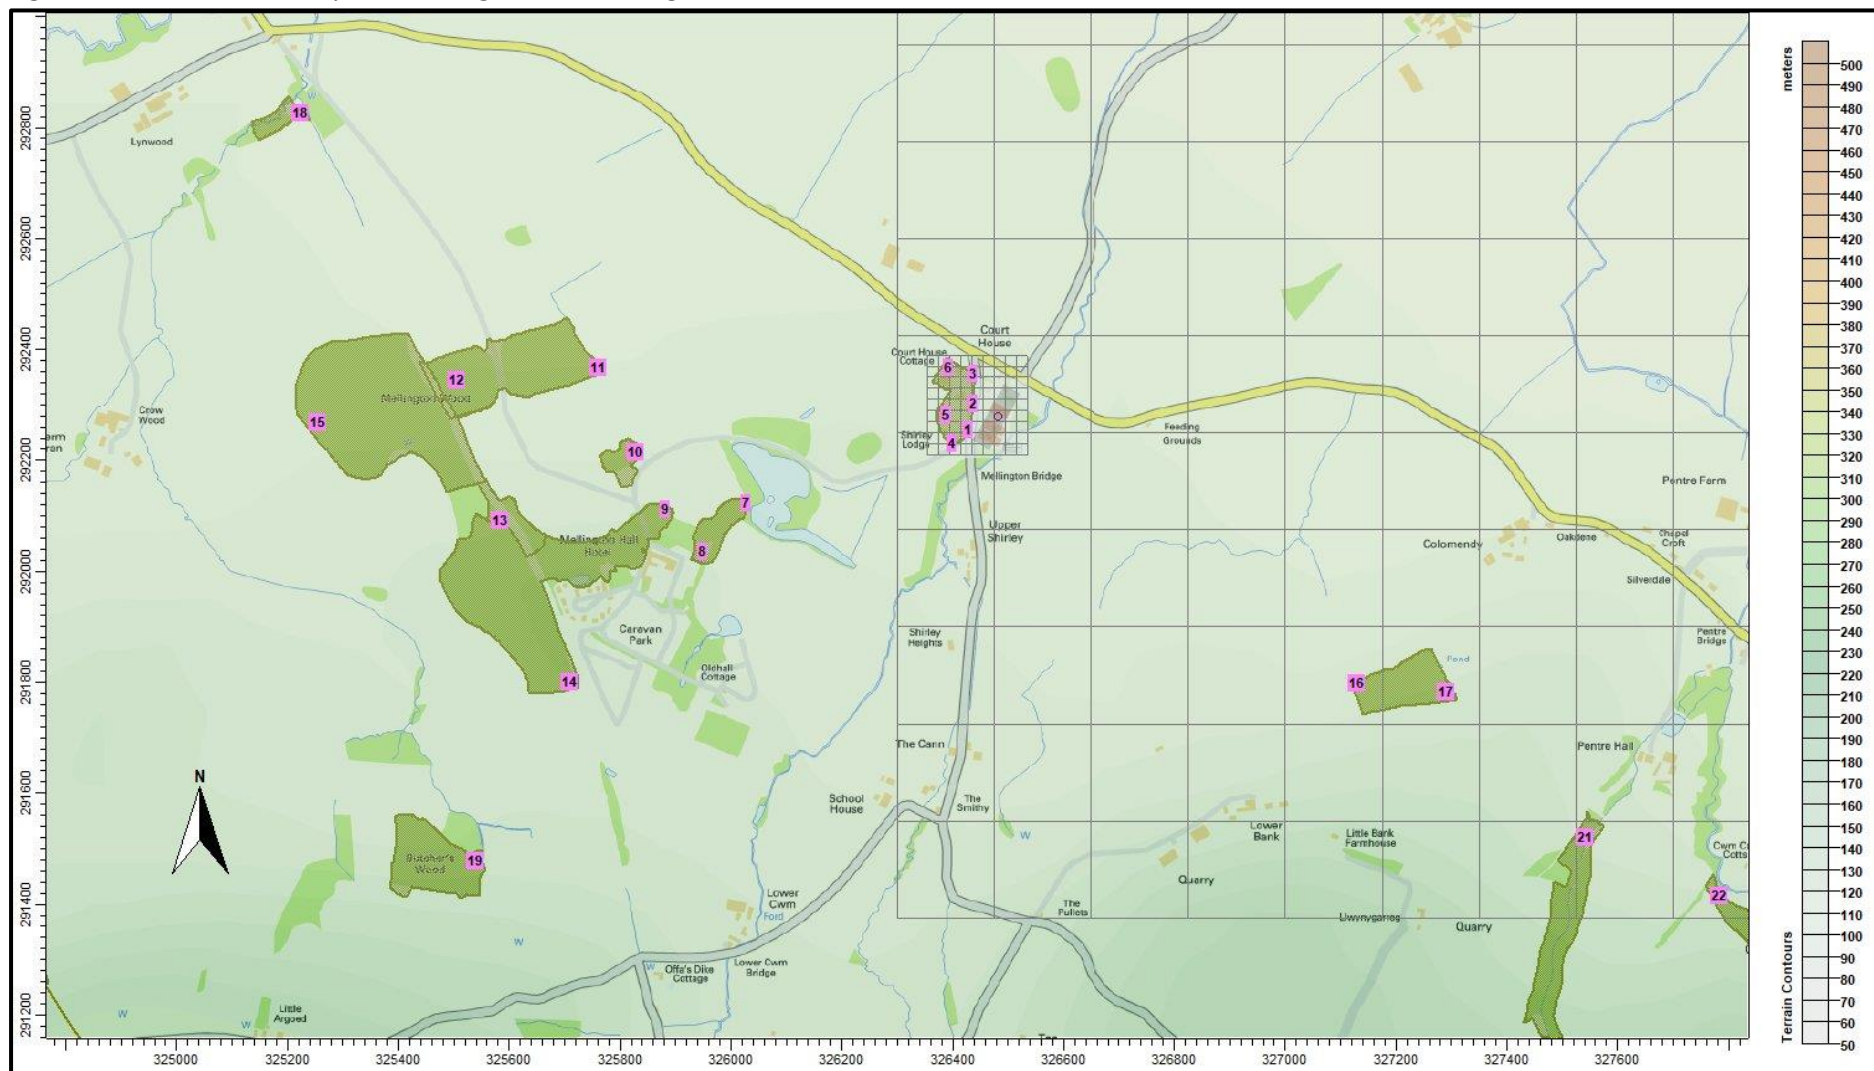 meters
500
490
480
470
460
450
440
430
420
410
400
390
380
370
360
350
340
330
320
310
300
290
280
270
260
250
240
230
220
210
200
190
180
170
160
150
140
130
120
110
100
90
80
70
60
50
Terrain Contours
292800
292600
292400
292200
292000
291800
291600
291400
291200
325000
325200
325400
325600
325800
326000
326200
326400
326600
326800
327000
327200
327400
327600
W
18
Lynwood
Court
House
Court House
Cottage
6
3
11
12
Mellington Wood
2
5
15
Crow
Wood
1
Shirley
Lodge
4
Feeding
Grounds
10
Mellington Bridge
Pentre Farm
7
9
13
Upper
Shirley
Mellington Hall
Hotel
8
Colomendy
Oakdene
Chapel
Croft
Silverdale
Caravan
Park
Shirley
Heights
Pentre
Bridge
Oldhall
Cottage
Pond
14
16
17
The Cann
Pentre Hall
N
School
House
The
Smithy
W
Lower
Bank
Little Bank
Farmhouse
21
Butcher's
Wood
19
Quarry
22
Lower
Cwm
Ford
The
Pullets
Quarry
W
W
Offa's Dike
Cottage
Lower Cwm
Bridge
W
W
Little
Argoed